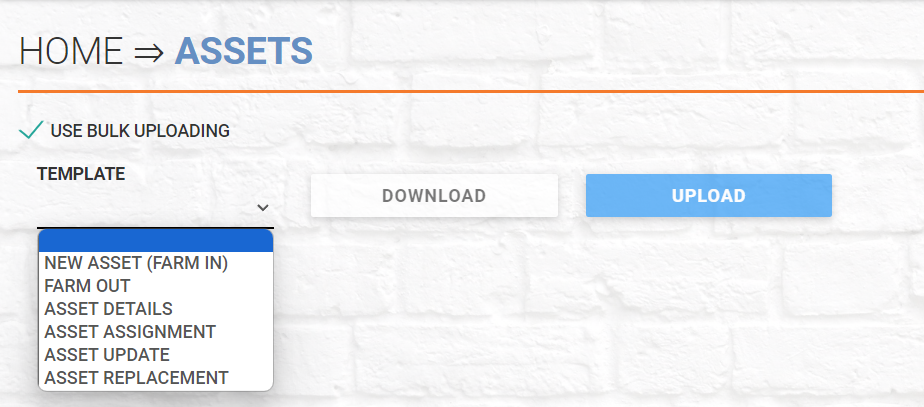 HOME ⇒ ASSETS
USE BULK UPLOADING
TEMPLATE
DOWNLOAD
UPLOAD
NEW ASSET (FARM IN)
FARM OUT
ASSET DETAILS
ASSET ASSIGNMENT
ASSET UPDATE
ASSET REPLACEMENT